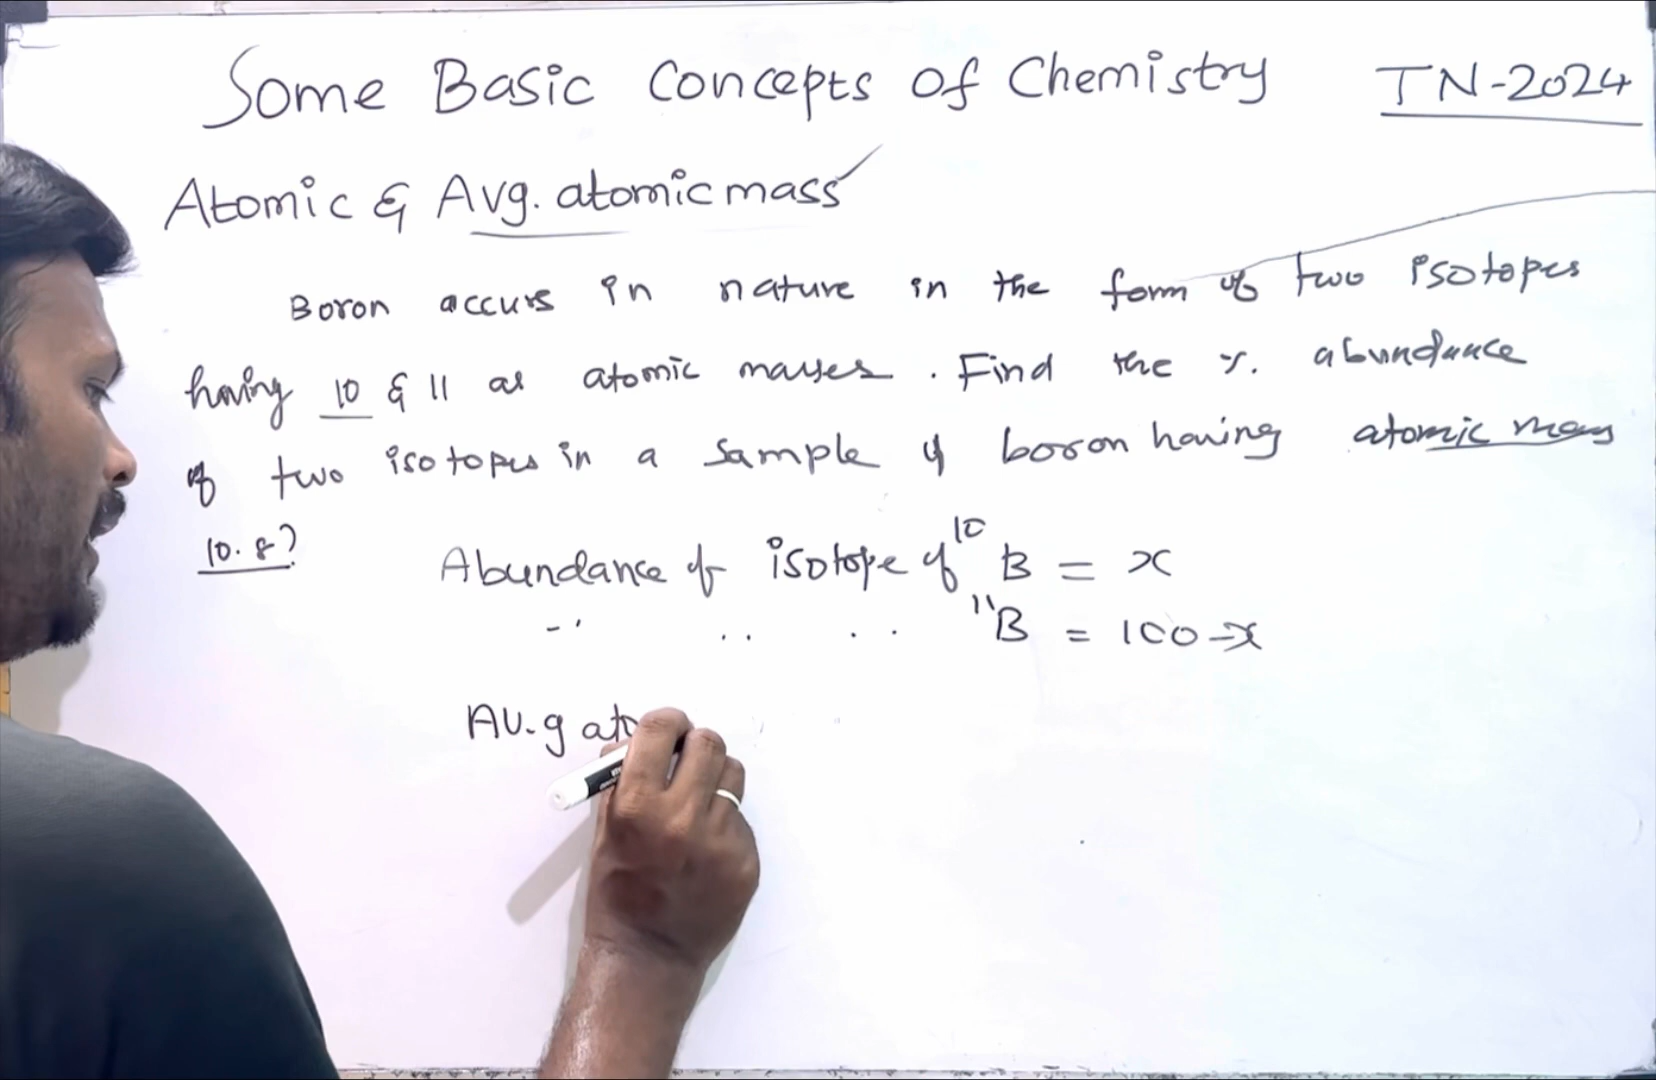 Some Basic Concepts of Chemistry TN-2024
Atomic & Avg. atomic mass
Boron accurs in nature in the form of two isotopes
having 10 & 11 as atomic masses. Find the %. abundance
of two isotopes in a sample of boron having atomic mass
10.8?
Abundance of isotope of ¹⁰B = x
-' .. .. ¹¹B = 100-x
AV.g ato